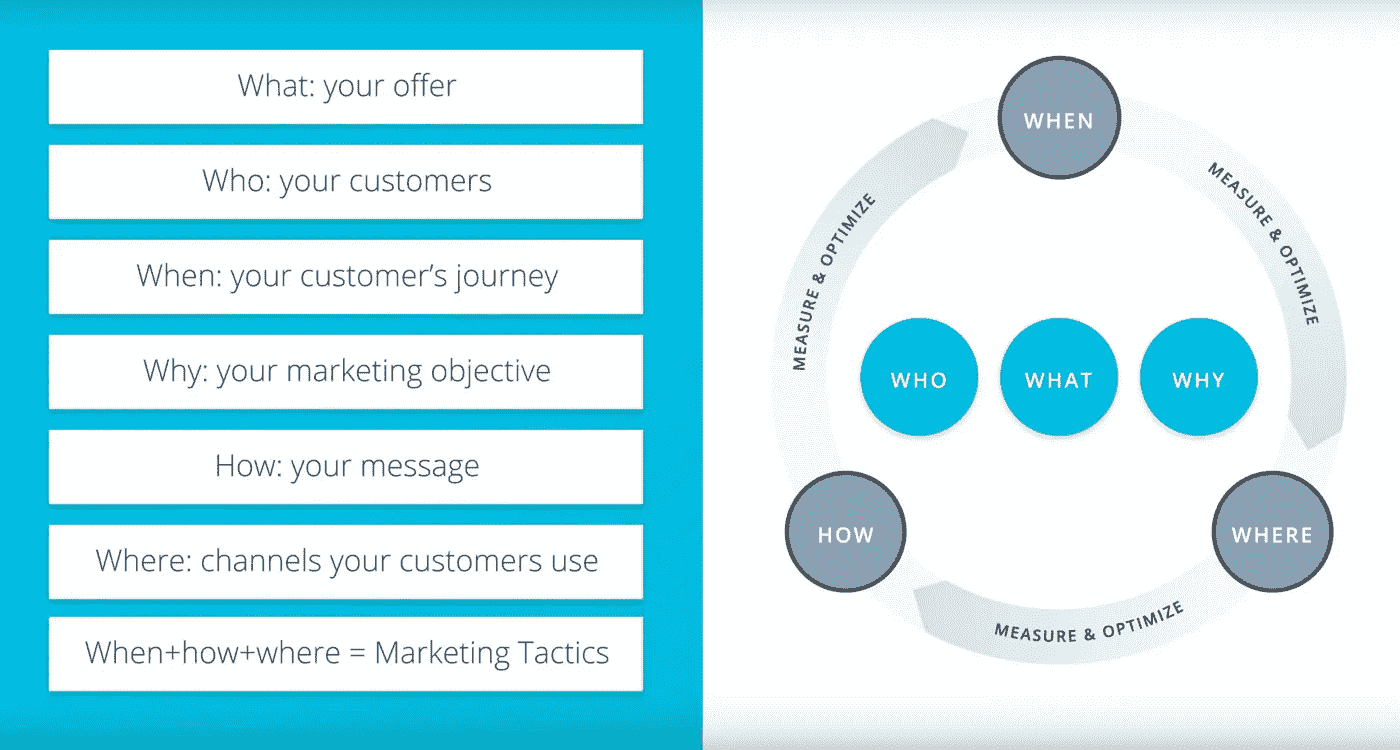 What: your offer
Who: your customers
When: your customer’s journey
Why: your marketing objective
How: your message
Where: channels your customers use
When+how+where = Marketing Tactics
WHEN
MEASURE & OPTIMIZE
MEASURE & OPTIMIZE
WHO
WHAT
WHY
HOW
WHERE
MEASURE & OPTIMIZE